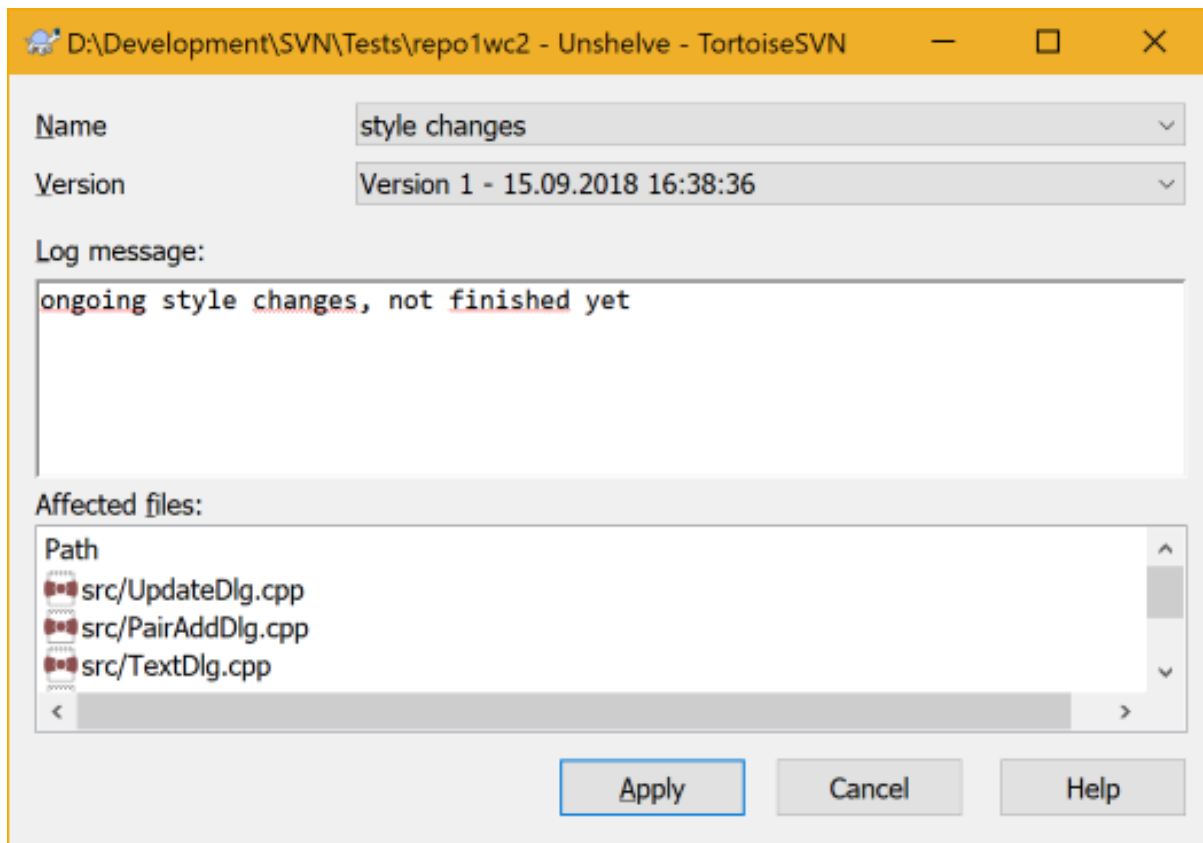 D:\Development\SVN\Tests\repo1wc2 - Unshelve - TortoiseSVN
Name style changes
Version Version 1 - 15.09.2018 16:38:36
Log message:
ongoing style changes, not finished yet
Affected files:
Path
src/UpdateDlg.cpp
src/PairAddDlg.cpp
src/TextDlg.cpp
Apply Cancel Help